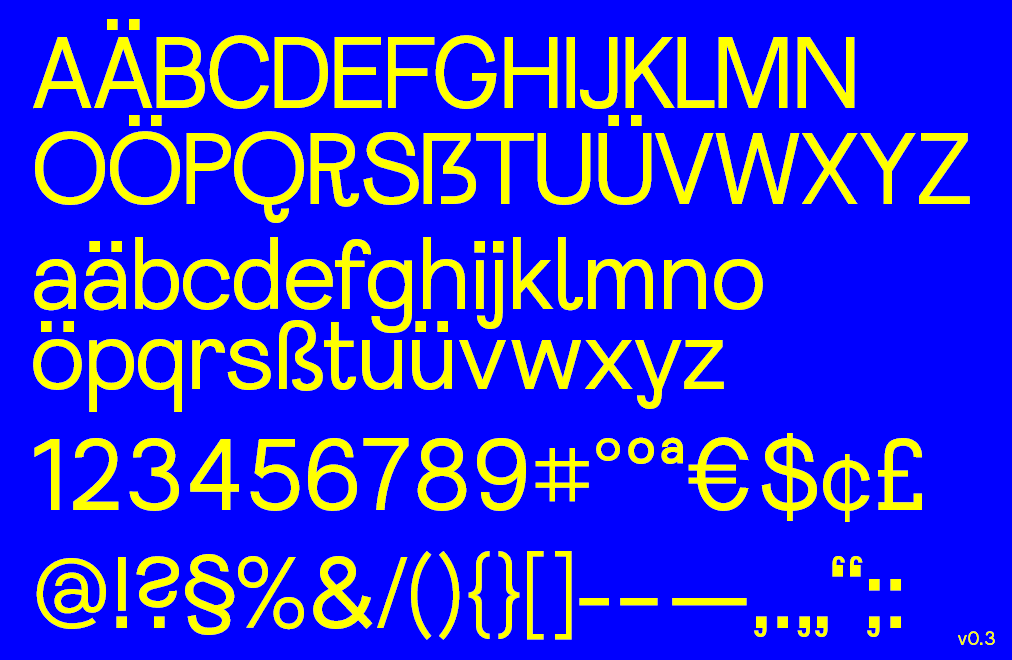 AÄBCDEFGHIJKLMN
OÖPQRSẞTUÜVWXYZ
aäbcdefghijklmno
öpqrsßtuüvwxyz
123456789#°ºª€$¢£
@!?§%&/(){}[]-–—,.„“;:
v0.3